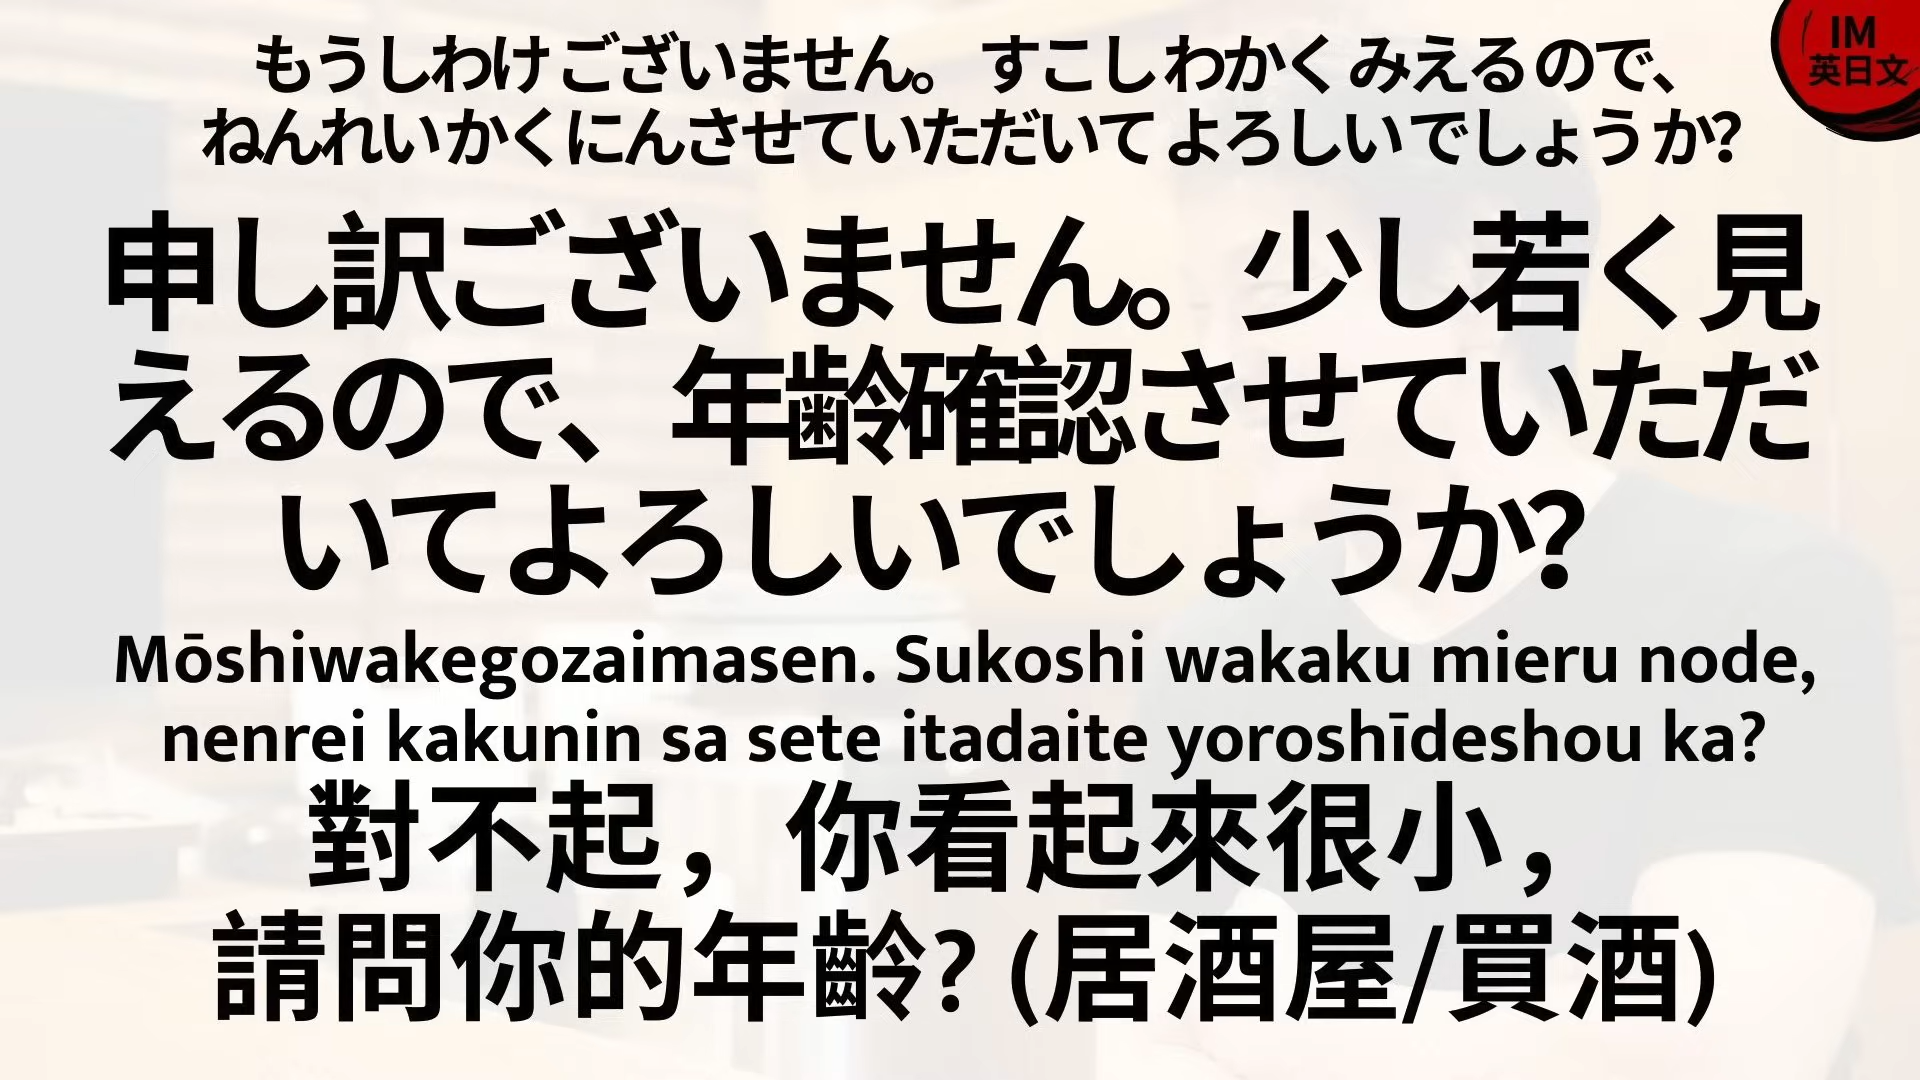 もうしわけございません。 すこしわかくみえるので、
ねんれいかくにんさせていただいてよろしいでしょうか？
申し訳ございません。少し若く見
えるので、年齢確認させていただ
いてよろしいでしょうか？
Mōshiwakegozaimasen. Sukoshi wakaku mieru node,
nenrei kakunin sa sete itadaite yoroshīdeshou ka?
對不起，你看起來很小，
請問你的年齡? (居酒屋/買酒)
IM
英日文